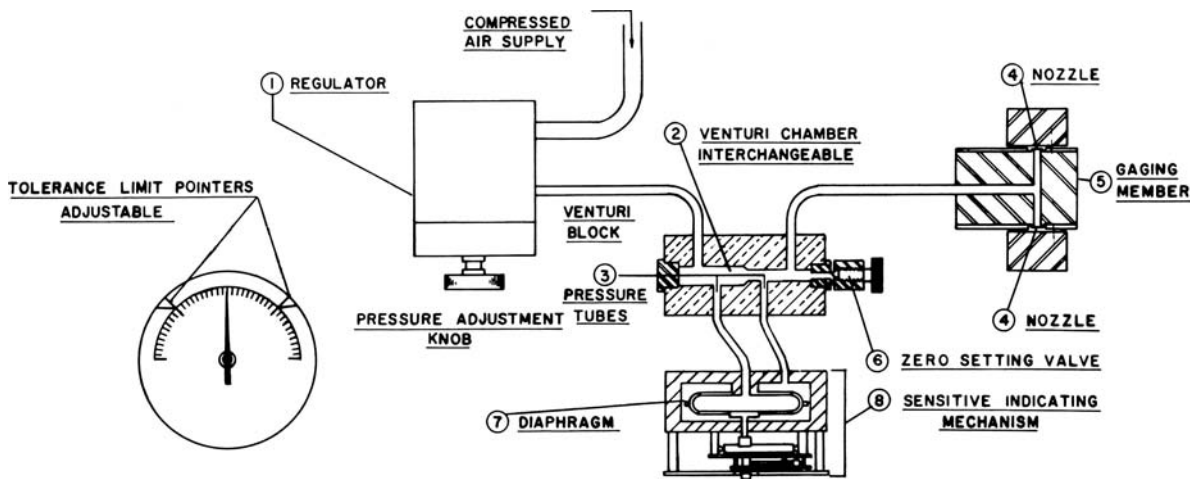 COMPRESSED
AIR SUPPLY
1 REGULATOR
4 NOZZLE
2 VENTURI CHAMBER
INTERCHANGEABLE
5 GAGING
MEMBER
TOLERANCE LIMIT POINTERS
ADJUSTABLE
VENTURI
BLOCK
3
PRESSURE
TUBES
PRESSURE ADJUSTMENT
KNOB
4 NOZZLE
6 ZERO SETTING VALVE
7 DIAPHRAGM
8 SENSITIVE INDICATING
MECHANISM